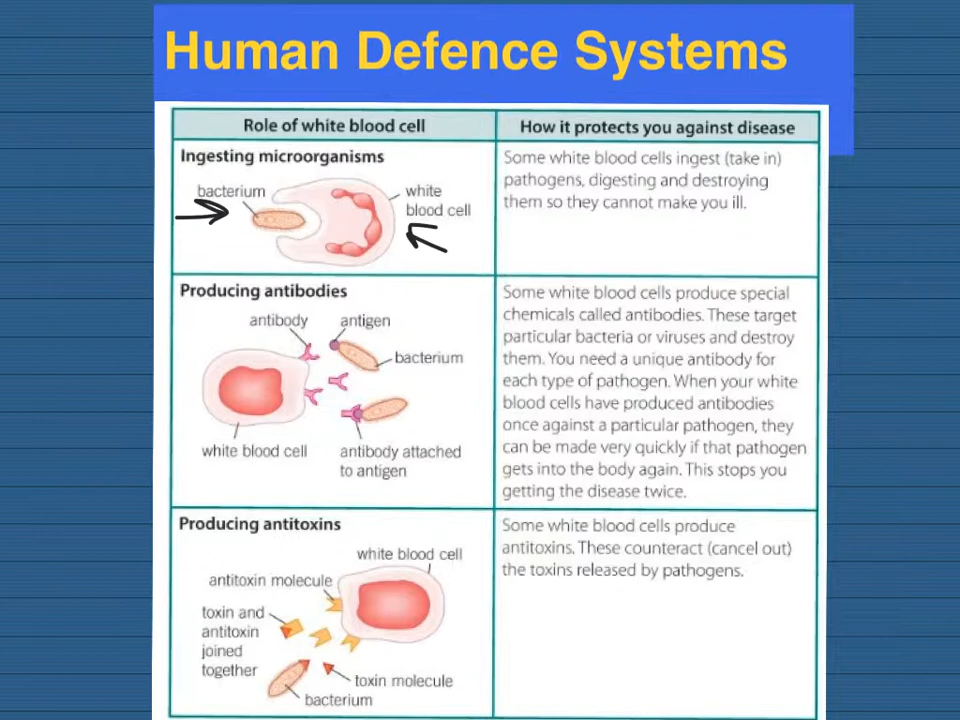 Human Defence Systems
Role of white blood cell
How it protects you against disease
Ingesting microorganisms
bacterium
white
blood cell
Some white blood cells ingest (take in)
pathogens, digesting and destroying
them so they cannot make you ill.
Producing antibodies
antibody
antigen
bacterium
white blood cell
antibody attached
to antigen
Some white blood cells produce special
chemicals called antibodies. These target
particular bacteria or viruses and destroy
them. You need a unique antibody for
each type of pathogen. When your white
blood cells have produced antibodies
once against a particular pathogen, they
can be made very quickly if that pathogen
gets into the body again. This stops you
getting the disease twice.
Producing antitoxins
white blood cell
antitoxin molecule
toxin and
antitoxin
joined
together
toxin molecule
bacterium
Some white blood cells produce
antitoxins. These counteract (cancel out)
the toxins released by pathogens.